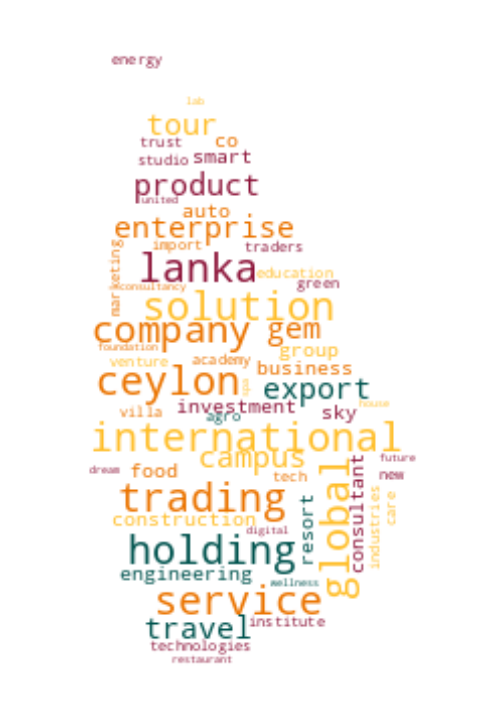 energy
lab
tour
trust co
studio smart
product
united
auto
enterprise
import traders
marketing
lanka education
consultancy green
solution
company gem
foundation group
venture academy business
ceylon spa export
investment house
villa agro sky
international
campus future
dream food tech new
trading global consultant industries care
construction resort
digital
holding
engineering wellness
service
travel institute
technologies
restaurant